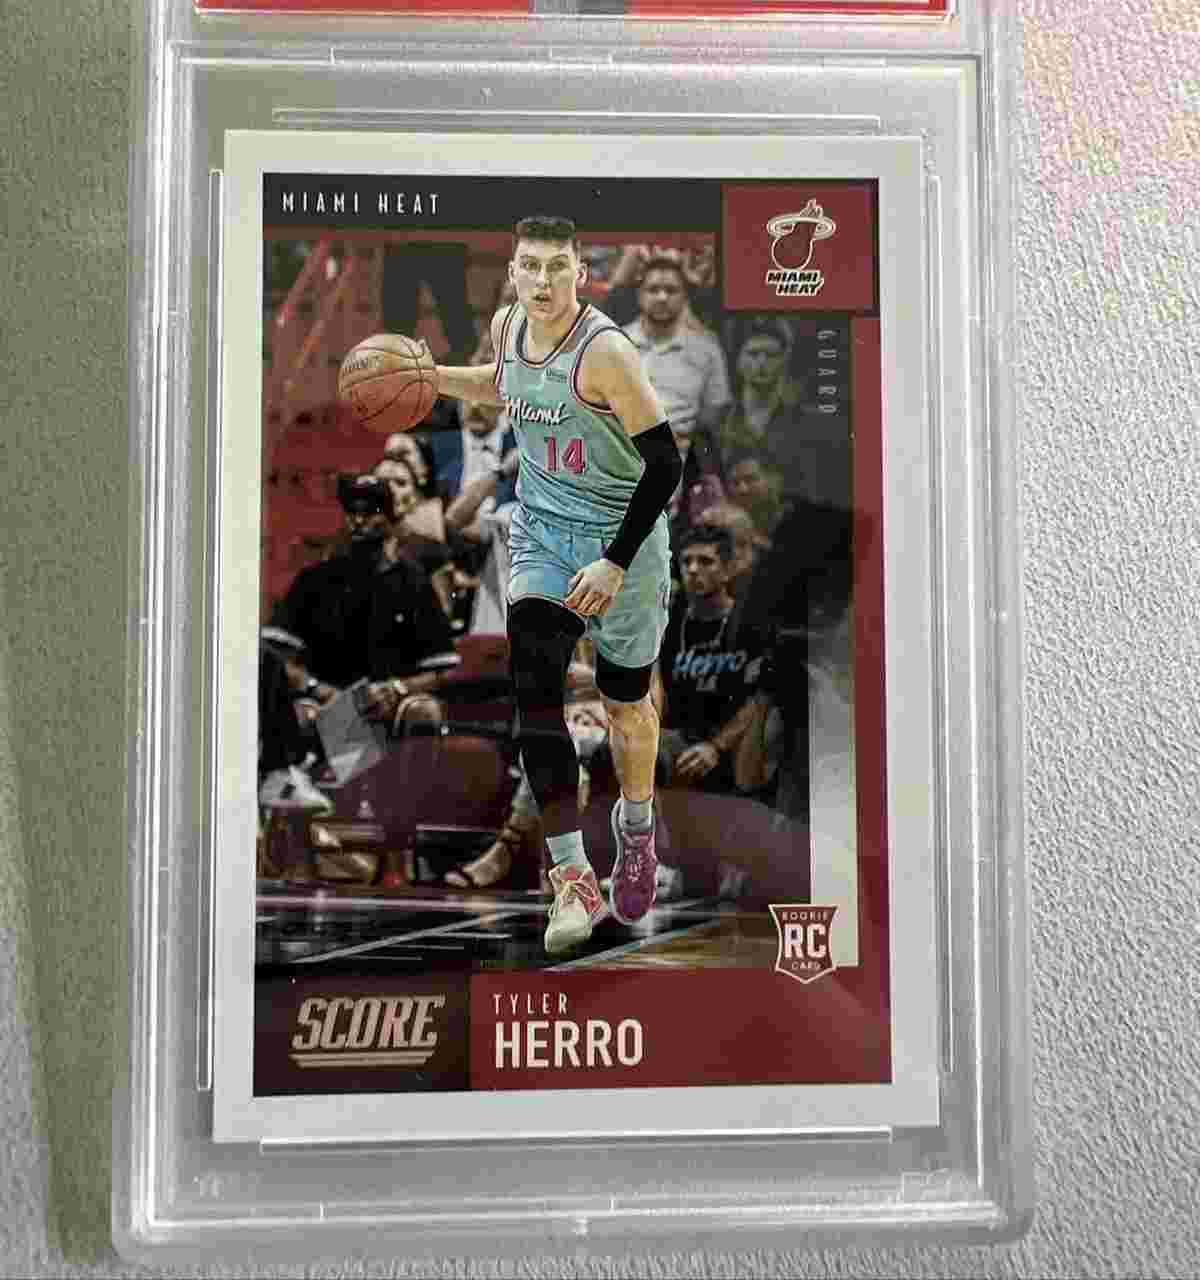 MIAMI HEAT
MIAMI
HEAT
GUARD
Miami
14
Herro
14
ROOKIE
RC
CARD
SCORE
TYLER
HERRO